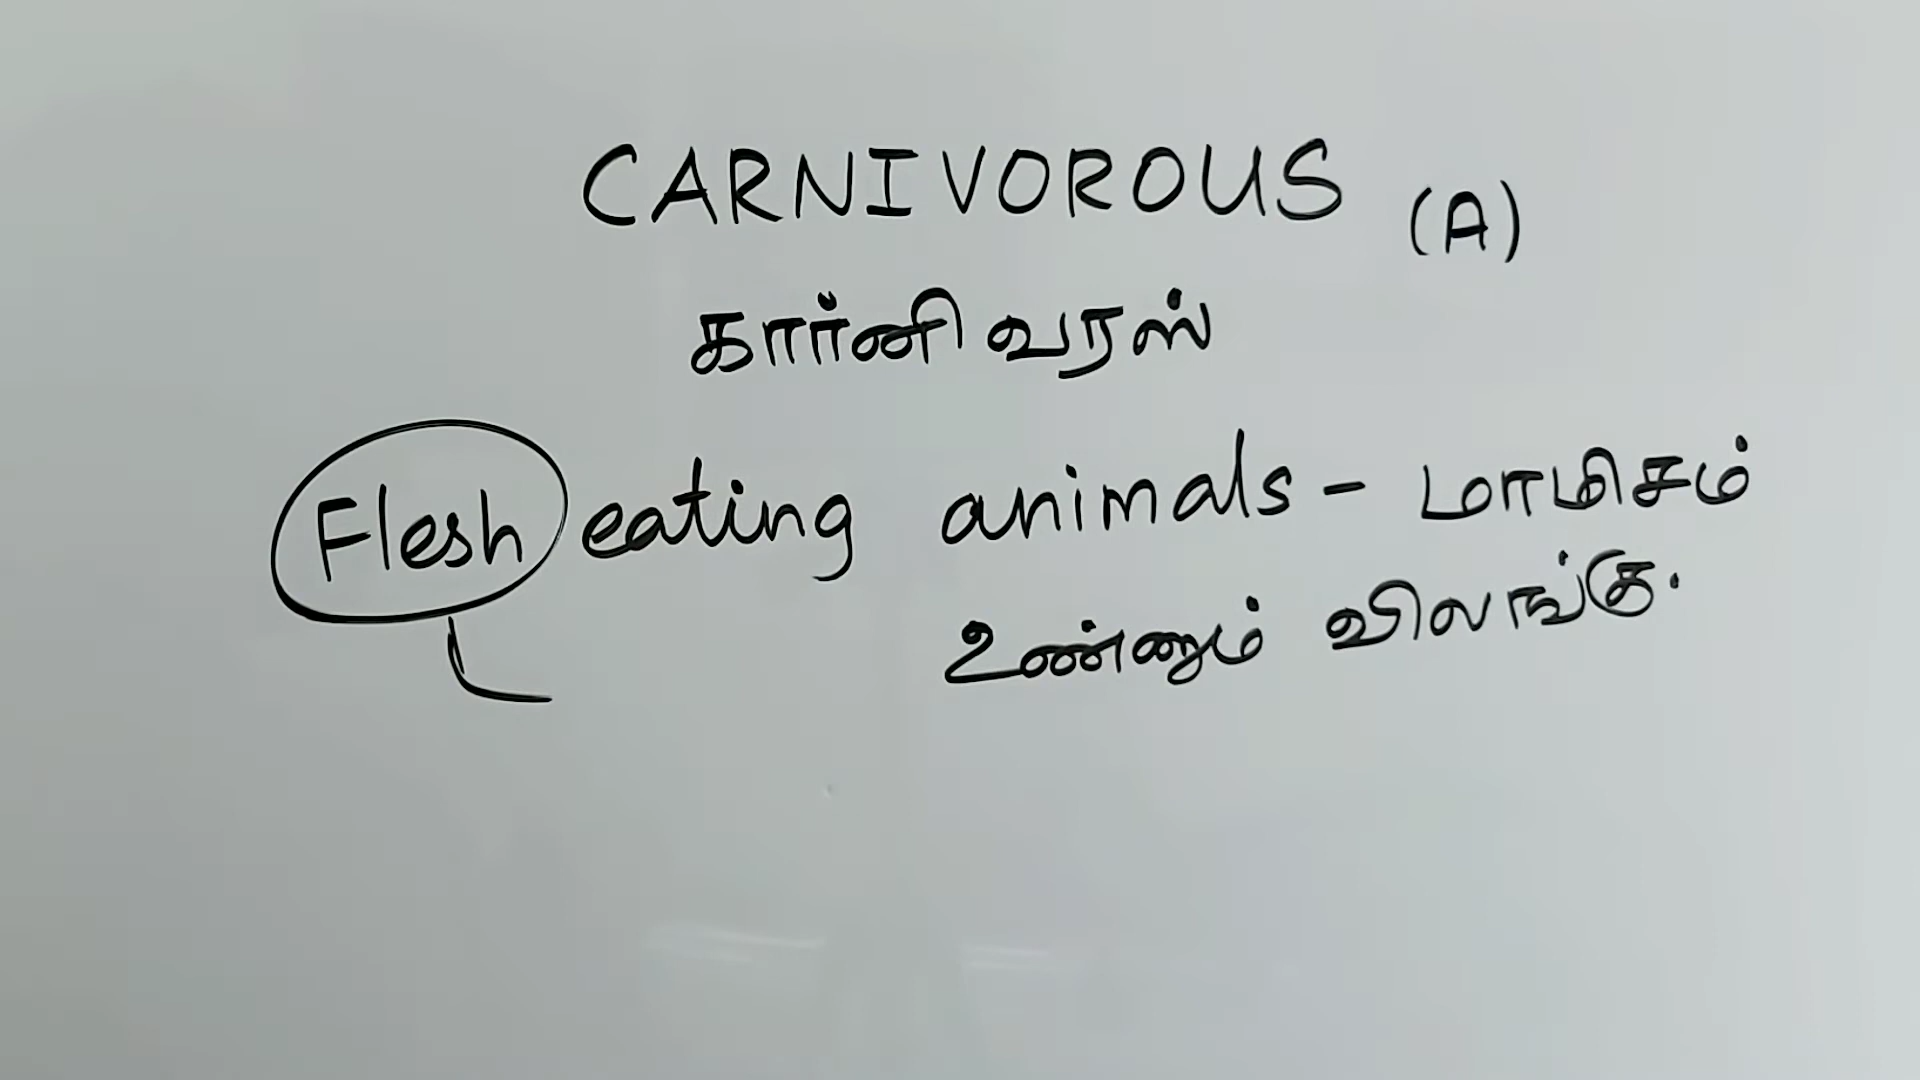 CARNIVOROUS (A)
கார்னிவரஸ்
Flesh eating animals - மாமிசம்
உண்ணும் விலங்கு.